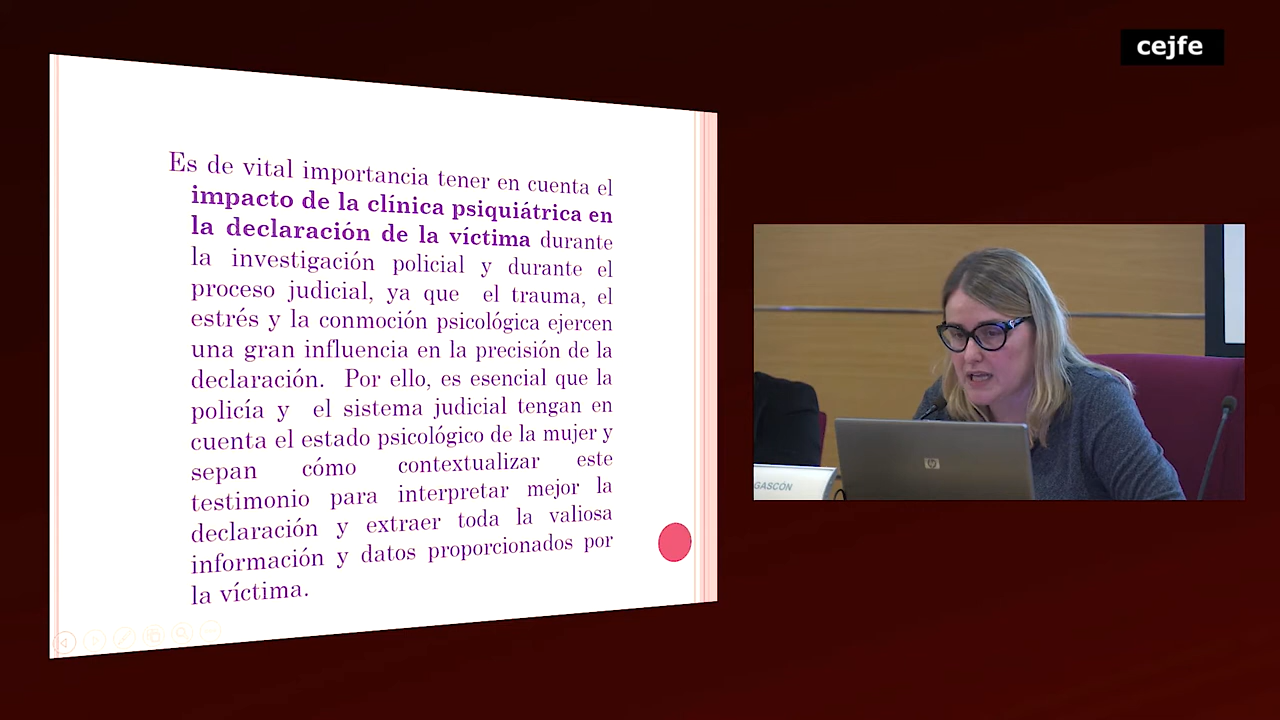 cejfe
Es de vital importancia tener en cuenta el
impacto de la clínica psiquiátrica en
la declaración de la víctima durante
la investigación policial y durante el
proceso judicial, ya que el trauma, el
estrés y la conmoción psicológica ejercen
una gran influencia en la precisión de la
declaración. Por ello, es esencial que la
policía y el sistema judicial tengan en
cuenta el estado psicológico de la mujer y
sepan cómo contextualizar este
testimonio para interpretar mejor la
declaración y extraer toda la valiosa
información y datos proporcionados por
la víctima.
GASCÓN
hp